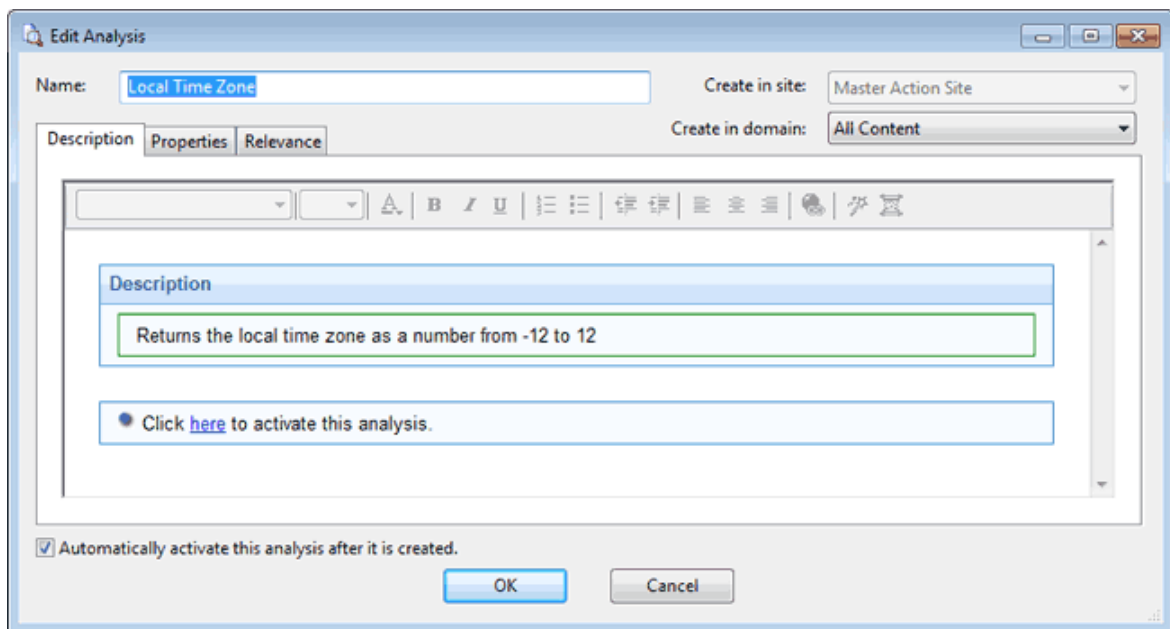 Edit Analysis
Name: Local Time Zone Create in site: Master Action Site
Create in domain: All Content
Description Properties Relevance
A B I U
Description
Returns the local time zone as a number from -12 to 12
Click here to activate this analysis.
Automatically activate this analysis after it is created.
OK Cancel